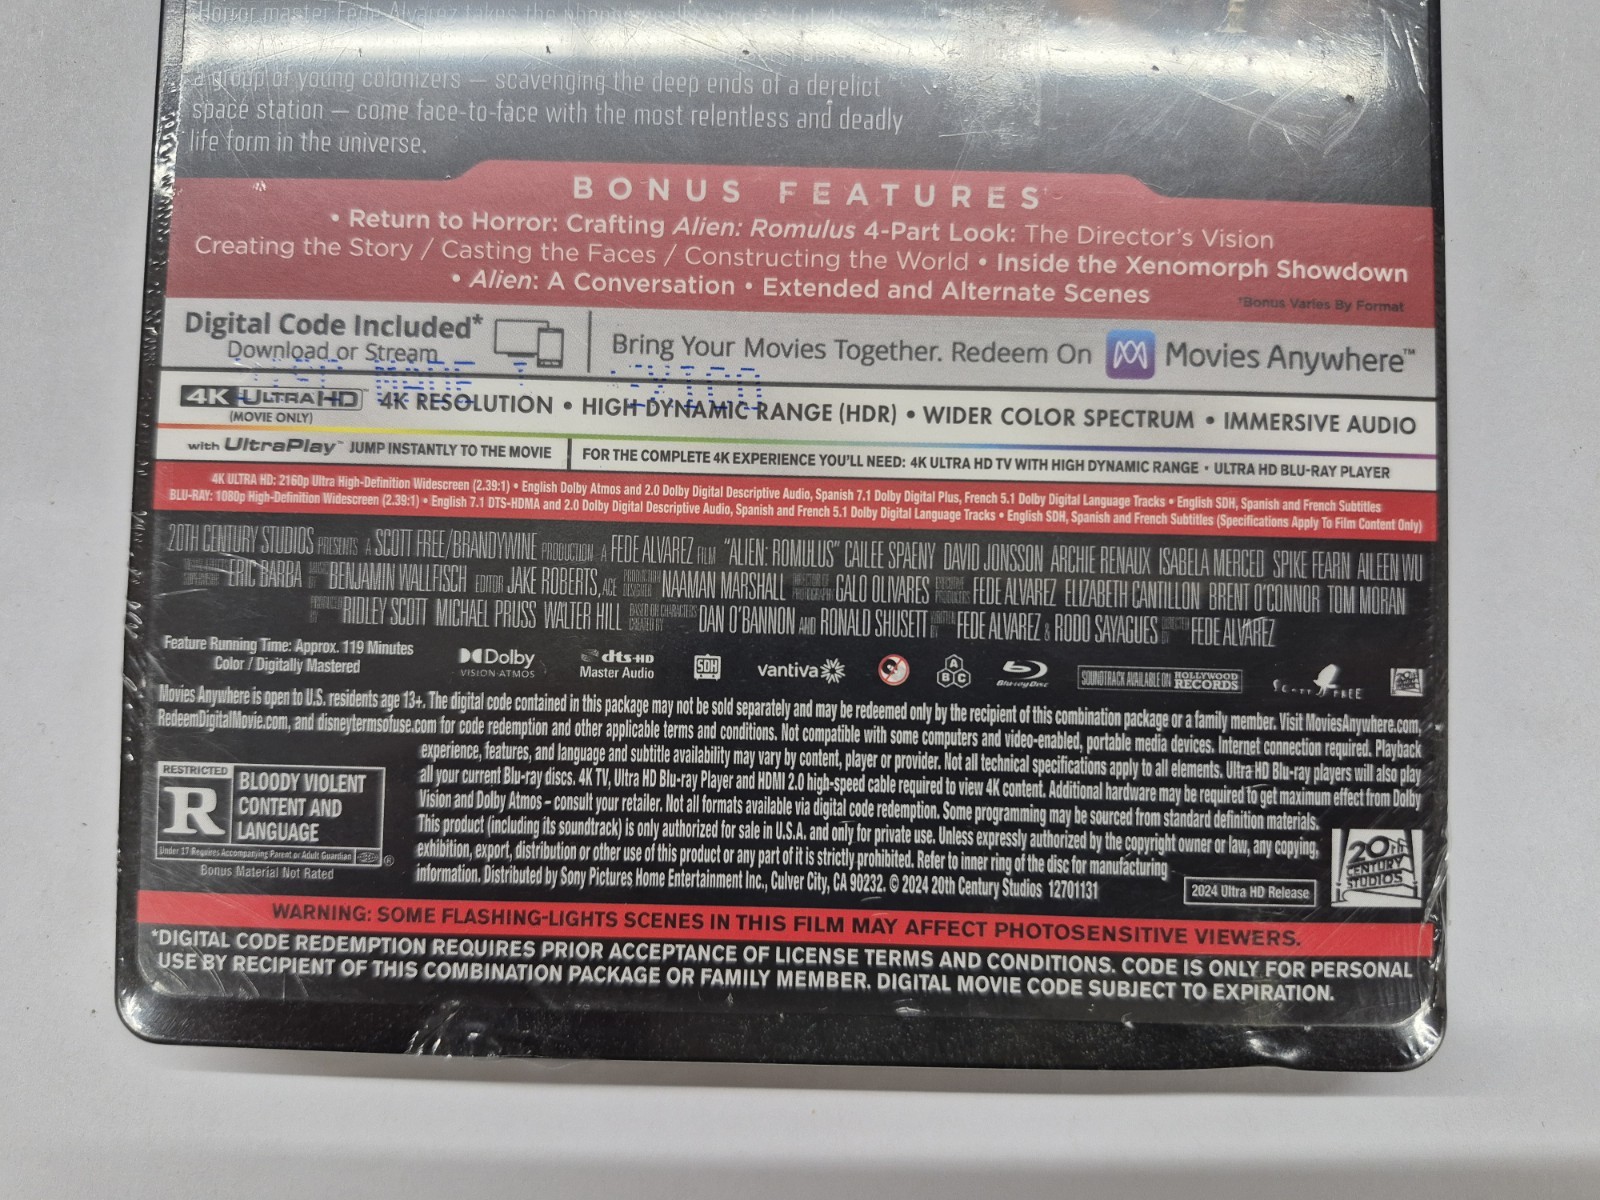 Horror master Fede Alvarez takes the
a group of young colonizers — scavenging the deep ends of a derelict
space station — come face-to-face with the most relentless and deadly
life form in the universe.
BONUS FEATURES†
• Return to Horror: Crafting Alien: Romulus 4-Part Look: The Director's Vision
Creating the Story / Casting the Faces / Constructing the World • Inside the Xenomorph Showdown
• Alien: A Conversation • Extended and Alternate Scenes
†Bonus Varies By Format
Digital Code Included*
Download or Stream
Bring Your Movies Together. Redeem On Movies Anywhere™
MADE
4K ULTRA HD™ 4K RESOLUTION • HIGH DYNAMIC RANGE (HDR) • WIDER COLOR SPECTRUM • IMMERSIVE AUDIO
(MOVIE ONLY)
with UltraPlay™ JUMP INSTANTLY TO THE MOVIE
FOR THE COMPLETE 4K EXPERIENCE YOU'LL NEED: 4K ULTRA HD TV WITH HIGH DYNAMIC RANGE • ULTRA HD BLU-RAY PLAYER
4K ULTRA HD: 2160p Ultra High-Definition Widescreen (2.39:1) • English Dolby Atmos and 2.0 Dolby Digital Descriptive Audio, Spanish 7.1 Dolby Digital Plus, French 5.1 Dolby Digital Language Tracks • English SDH, Spanish and French Subtitles
BLU-RAY: 1080p High-Definition Widescreen (2.39:1) • English 7.1 DTS-HDMA and 2.0 Dolby Digital Descriptive Audio, Spanish and French 5.1 Dolby Digital Language Tracks • English SDH, Spanish and French Subtitles (Specifications Apply To Film Content Only)
20TH CENTURY STUDIOS PRESENTS A SCOTT FREE/BRANDYWINE PRODUCTION A FEDE ALVAREZ FILM "ALIEN: ROMULUS" CAILEE SPAENY DAVID JONSSON ARCHIE RENAUX ISABELA MERCED SPIKE FEARN AILEEN WU
ERIC BARBA BENJAMIN WALLFISCH EDITOR JAKE ROBERTS, ACE PRODUCTION DESIGNER NAAMAN MARSHALL DIRECTOR OF PHOTOGRAPHY GALO OLIVARES EXECUTIVE PRODUCERS FEDE ALVAREZ ELIZABETH CANTILLON BRENT O'CONNOR TOM MORAN
PRODUCED BY RIDLEY SCOTT MICHAEL PRUSS WALTER HILL BASED ON CHARACTERS CREATED BY DAN O'BANNON AND RONALD SHUSETT WRITTEN BY FEDE ALVAREZ & RODO SAYAGUES DIRECTED BY FEDE ALVAREZ
Feature Running Time: Approx. 119 Minutes
Color / Digitally Mastered
Dolby
VISION·ATMOS
dts-HD
Master Audio
SDH
vantiva
A B C
Blu-ray Disc
SOUNDTRACK AVAILABLE ON HOLLYWOOD RECORDS
SCOTT FREE
Movies Anywhere is open to U.S. residents age 13+. The digital code contained in this package may not be sold separately and may be redeemed only by the recipient of this combination package or a family member. Visit MoviesAnywhere.com,
RedeemDigitalMovie.com, and disneytermsofuse.com for code redemption and other applicable terms and conditions. Not compatible with some computers and video-enabled, portable media devices. Internet connection required. Playback
experience, features, and language and subtitle availability may vary by content, player or provider. Not all technical specifications apply to all elements. Ultra HD Blu-ray players will also play
all your current Blu-ray discs. 4K TV, Ultra HD Blu-ray Player and HDMI 2.0 high-speed cable required to view 4K content. Additional hardware may be required to get maximum effect from Dolby
Vision and Dolby Atmos – consult your retailer. Not all formats available via digital code redemption. Some programming may be sourced from standard definition materials.
This product (including its soundtrack) is only authorized for sale in U.S.A. and only for private use. Unless expressly authorized by the copyright owner or law, any copying,
exhibition, export, distribution or other use of this product or any part of it is strictly prohibited. Refer to inner ring of the disc for manufacturing
information. Distributed by Sony Pictures Home Entertainment Inc., Culver City, CA 90232. © 2024 20th Century Studios 12701131
RESTRICTED
R
BLOODY VIOLENT
CONTENT AND
LANGUAGE
Under 17 Requires Accompanying Parent or Adult Guardian
®
Bonus Material Not Rated
2024 Ultra HD Release
20TH
CENTURY
STUDIOS
WARNING: SOME FLASHING-LIGHTS SCENES IN THIS FILM MAY AFFECT PHOTOSENSITIVE VIEWERS.
*DIGITAL CODE REDEMPTION REQUIRES PRIOR ACCEPTANCE OF LICENSE TERMS AND CONDITIONS. CODE IS ONLY FOR PERSONAL
USE BY RECIPIENT OF THIS COMBINATION PACKAGE OR FAMILY MEMBER. DIGITAL MOVIE CODE SUBJECT TO EXPIRATION.